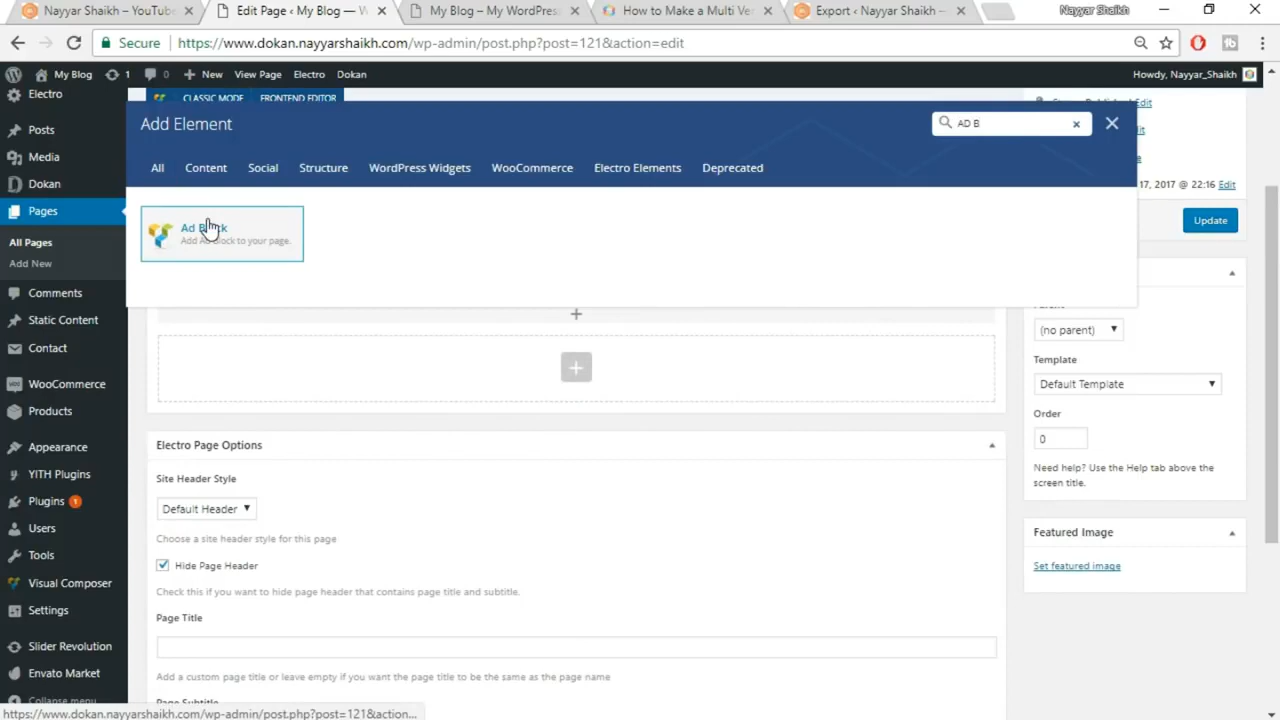 Nayyar Shaikh – YouTube
Edit Page ‹ My Blog — W
My Blog – My WordPress
How to Make a Multi Ve
Export ‹ Nayyar Shaikh —
Nayyar Shaikh
Secure
https://www.dokan.nayyarshaikh.com/wp-admin/post.php?post=121&action=edit
My Blog
1
0
New
View Page
Electro
Dokan
Howdy, Nayyar_Shaikh
Electro
Posts
Media
Dokan
Pages
All Pages
Add New
Comments
Static Content
Contact
WooCommerce
Products
Appearance
YITH Plugins
Plugins 1
Users
Tools
Visual Composer
Settings
Slider Revolution
Envato Market
Collapse menu
CLASSIC MODE
FRONTEND EDITOR
Add Element
AD B
All
Content
Social
Structure
WordPress Widgets
WooCommerce
Electro Elements
Deprecated
Ad Block
Add Ad Block to your page.
Electro Page Options
Site Header Style
Default Header
Choose a site header style for this page
Hide Page Header
Check this if you want to hide page header that contains page title and subtitle.
Page Title
Add a custom page title or leave empty if you want the page title to be the same as the page name
Page Subtitle
Edit
17, 2017 @ 22:16 Edit
Update
(no parent)
Template
Default Template
Order
0
Need help? Use the Help tab above the
screen title.
Featured Image
Set featured image
https://www.dokan.nayyarshaikh.com/wp-admin/post.php?post=121&action...